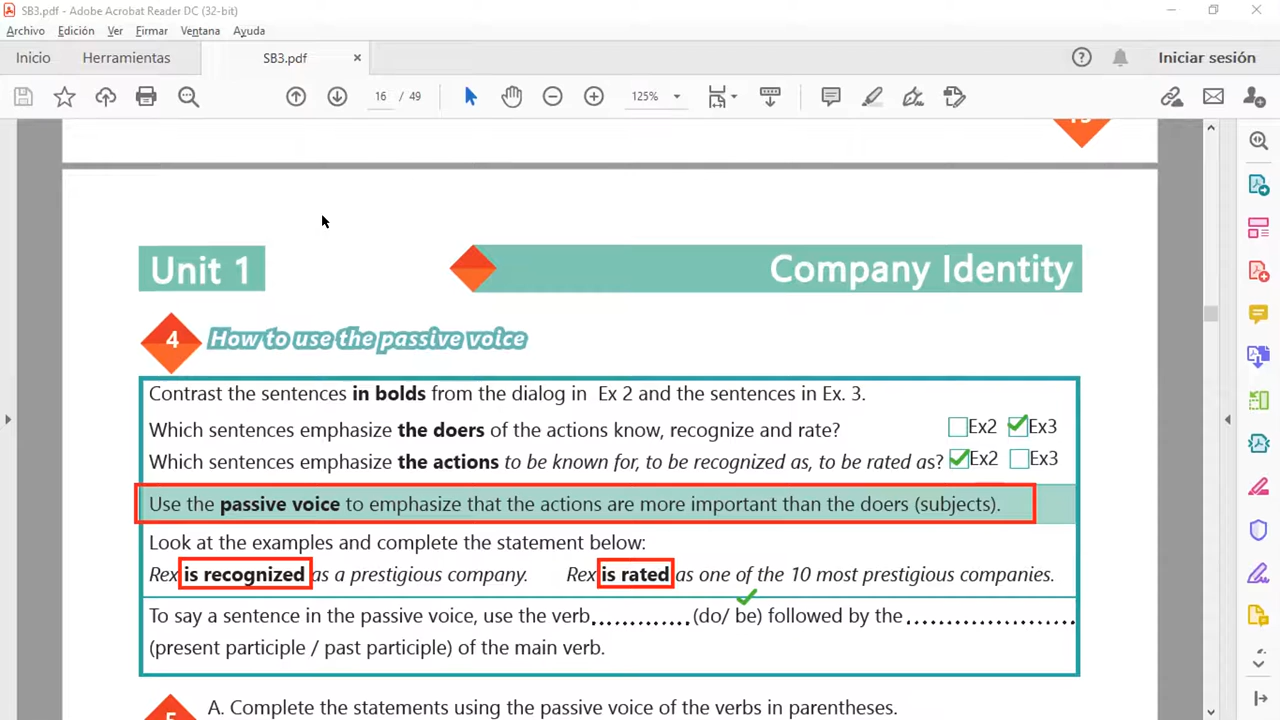 SB3.pdf - Adobe Acrobat Reader DC (32-bit)
Archivo Edición Ver Firmar Ventana Ayuda
Inicio Herramientas SB3.pdf × Iniciar sesión
16 / 49 125%
Unit 1 Company Identity
4 How to use the passive voice
Contrast the sentences in bolds from the dialog in Ex 2 and the sentences in Ex. 3.
Which sentences emphasize the doers of the actions know, recognize and rate? Ex2 Ex3
Which sentences emphasize the actions to be known for, to be recognized as, to be rated as? Ex2 Ex3
Use the passive voice to emphasize that the actions are more important than the doers (subjects).
Look at the examples and complete the statement below:
Rex is recognized as a prestigious company. Rex is rated as one of the 10 most prestigious companies.
To say a sentence in the passive voice, use the verb............ (do/ be) followed by the .....................
(present participle / past participle) of the main verb.
A. Complete the statements using the passive voice of the verbs in parentheses.